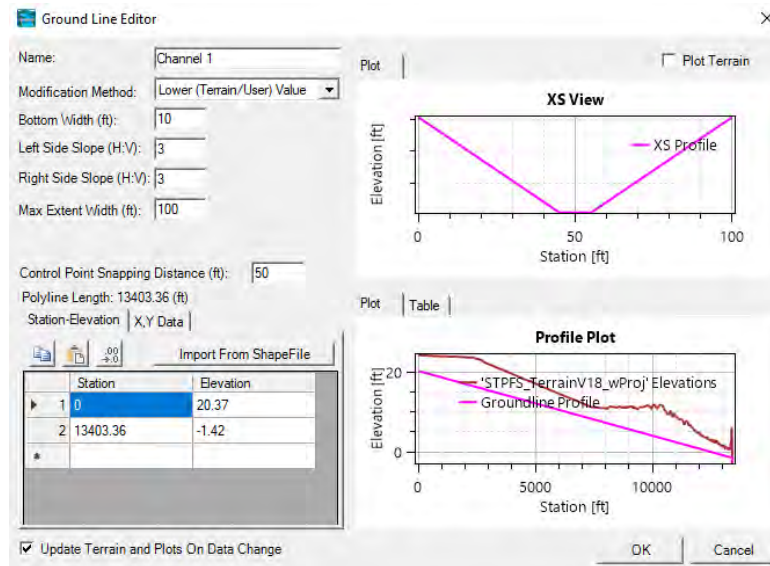 Ground Line Editor
Name: Channel 1
Modification Method: Lower (Terrain/User) Value
Bottom Width (ft): 10
Left Side Slope (H:V): 3
Right Side Slope (H:V): 3
Max Extent Width (ft): 100
Control Point Snapping Distance (ft): 50
Polyline Length: 13403.36 (ft)
Station-Elevation X,Y Data
.00 →.0 Import From ShapeFile
Station Elevation
1 0 20.37
2 13403.36 -1.42
*
Update Terrain and Plots On Data Change
Plot
Plot Terrain
XS View
Elevation [ft]
XS Profile
0 50 100
Station [ft]
Plot Table
Profile Plot
Elevation [ft]
20
0
'STPFS_TerrainV18_wProj' Elevations
Groundline Profile
0 5000 10000
Station [ft]
OK Cancel